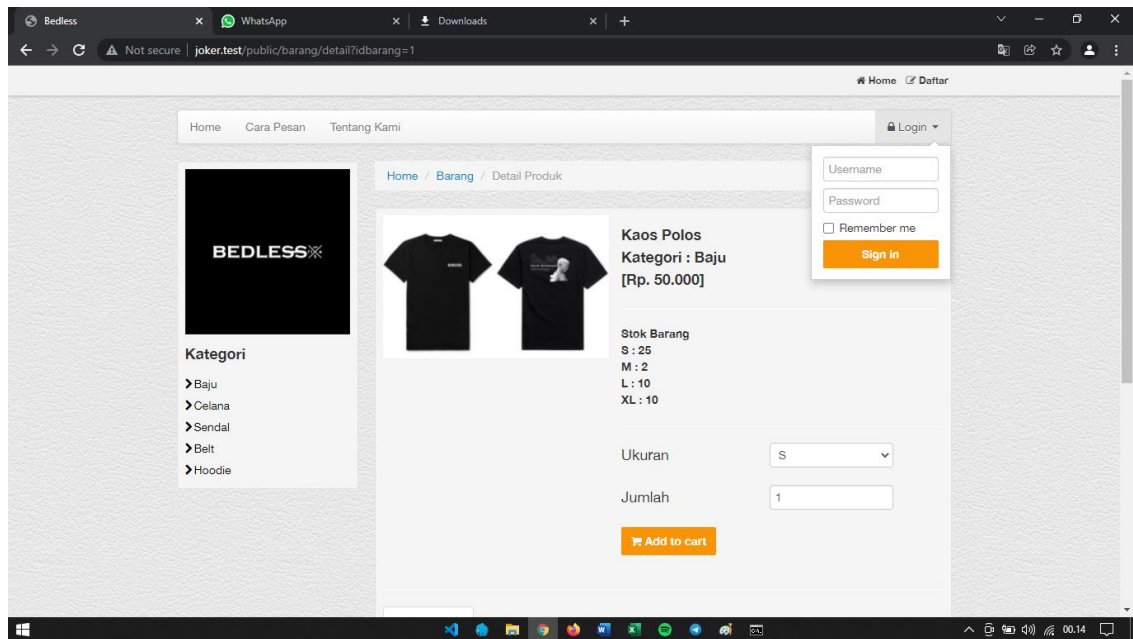 Bedless
WhatsApp
Downloads
Not secure | joker.test/public/barang/detail?idbarang=1
Home Daftar
Home Cara Pesan Tentang Kami Login
Username
Password
Remember me
Sign in
BEDLESS※
Kategori
Baju
Celana
Sendal
Belt
Hoodie
Home / Barang / Detail Produk
Kaos Polos
Kategori : Baju
[Rp. 50.000]
Stok Barang
S : 25
M : 2
L : 10
XL : 10
Ukuran S
Jumlah 1
Add to cart
00.14